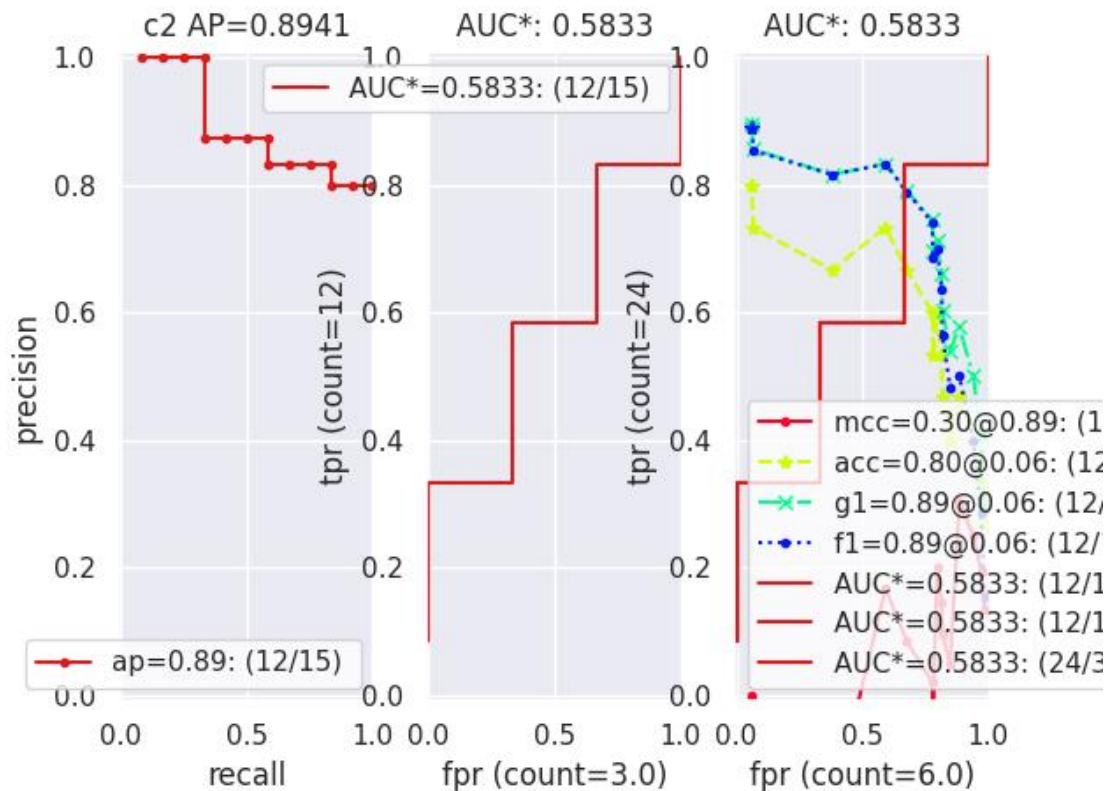 c2 AP=0.8941
AUC*: 0.5833
AUC*: 0.5833
1.0
0.8
0.6
0.4
0.2
0.0
precision
0.0
1.0
recall
ap=0.89: (12/15)
1.0
0.8
0.6
0.4
0.2
0.0
tpr (count=12)
0.0
0.5
1.0
fpr (count=3.0)
AUC*=0.5833: (12/15)
1.0
0.8
0.6
0.4
0.2
0.0
tpr (count=24)
0.0
0.5
1.0
fpr (count=6.0)
mcc=0.30@0.89: (1
acc=0.80@0.06: (12
g1=0.89@0.06: (12/
f1=0.89@0.06: (12/
AUC*=0.5833: (12/1
AUC*=0.5833: (12/1
AUC*=0.5833: (24/3